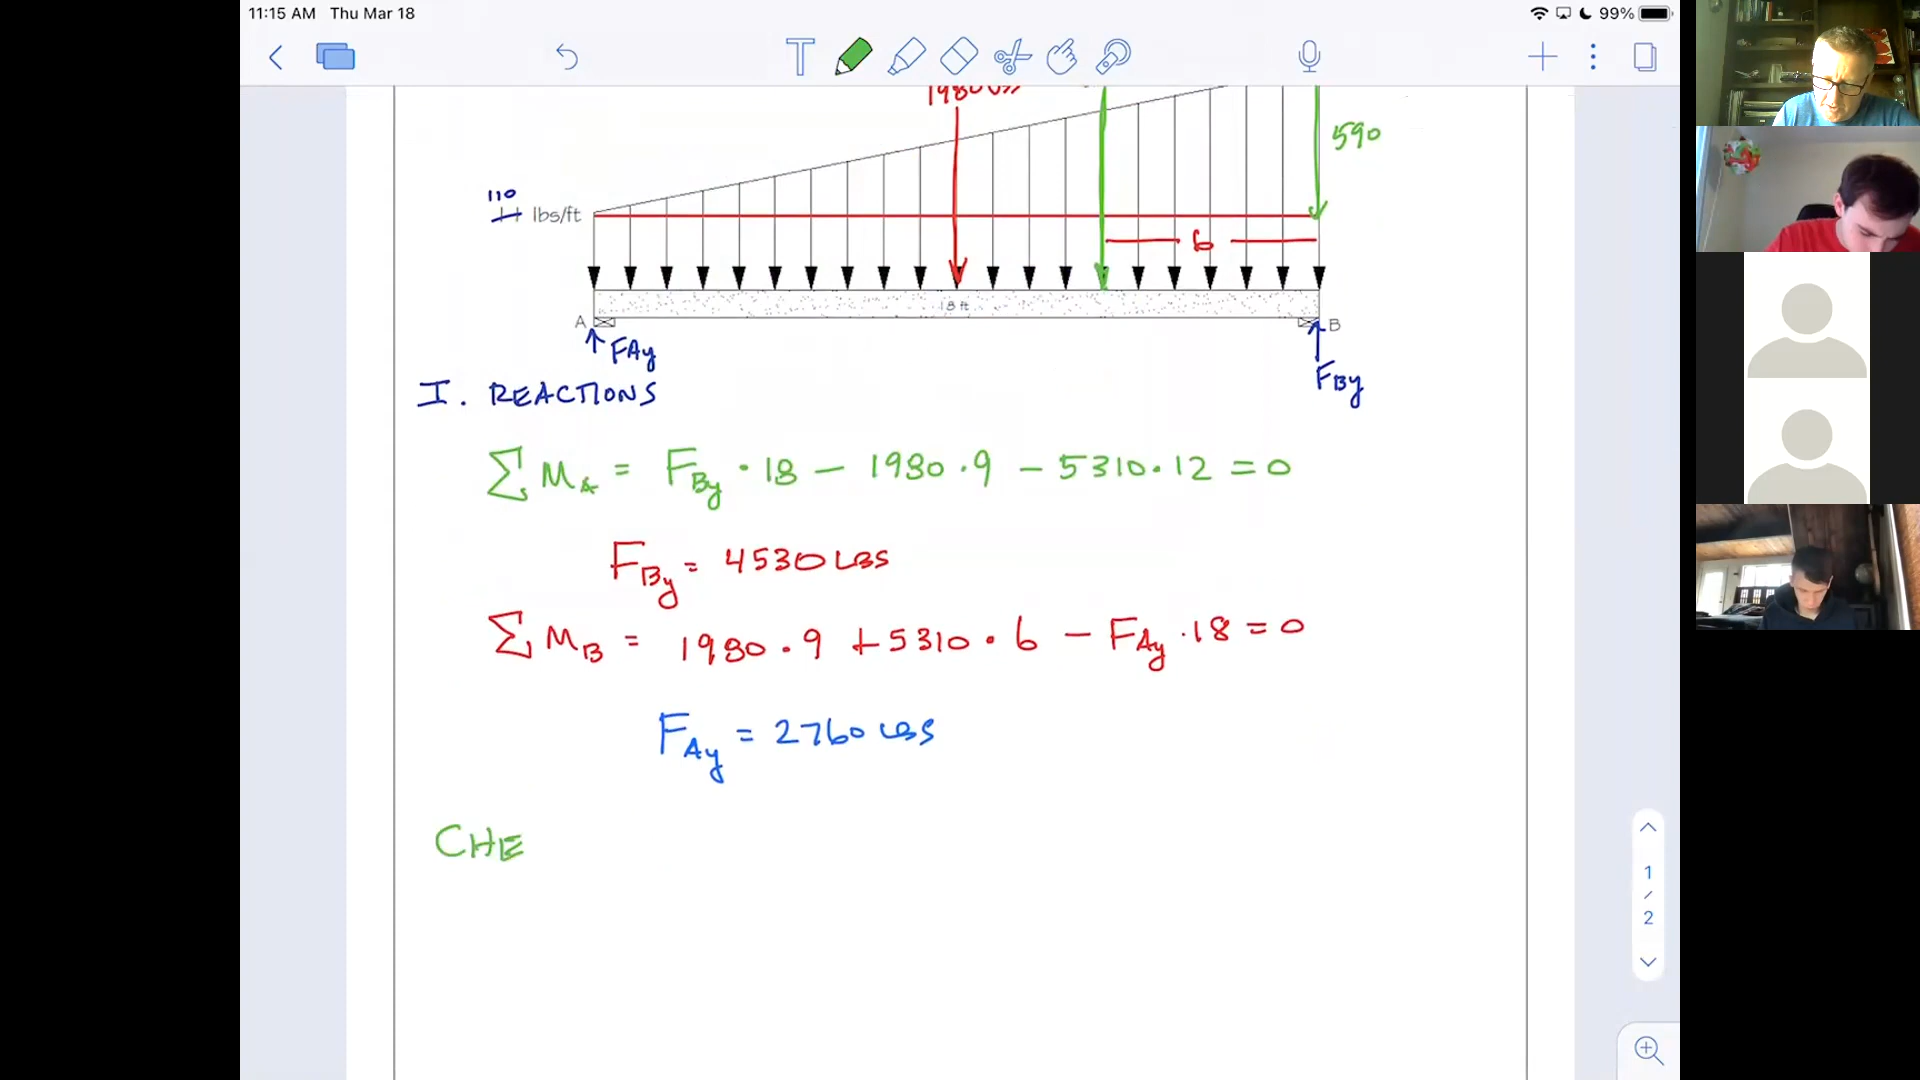 11:15 AM Thu Mar 18
99%
T
590
110
lbs/ft
6
18 ft
A
B
FAy
FBy
I. REACTIONS
∑ MA = FBy · 18 − 1980 · 9 − 5310 · 12 = 0
FBy = 4530 LBS
∑ MB = 1980 · 9 + 5310 · 6 − FAy · 18 = 0
FAy = 2760 LBS
CHE
1
/
2